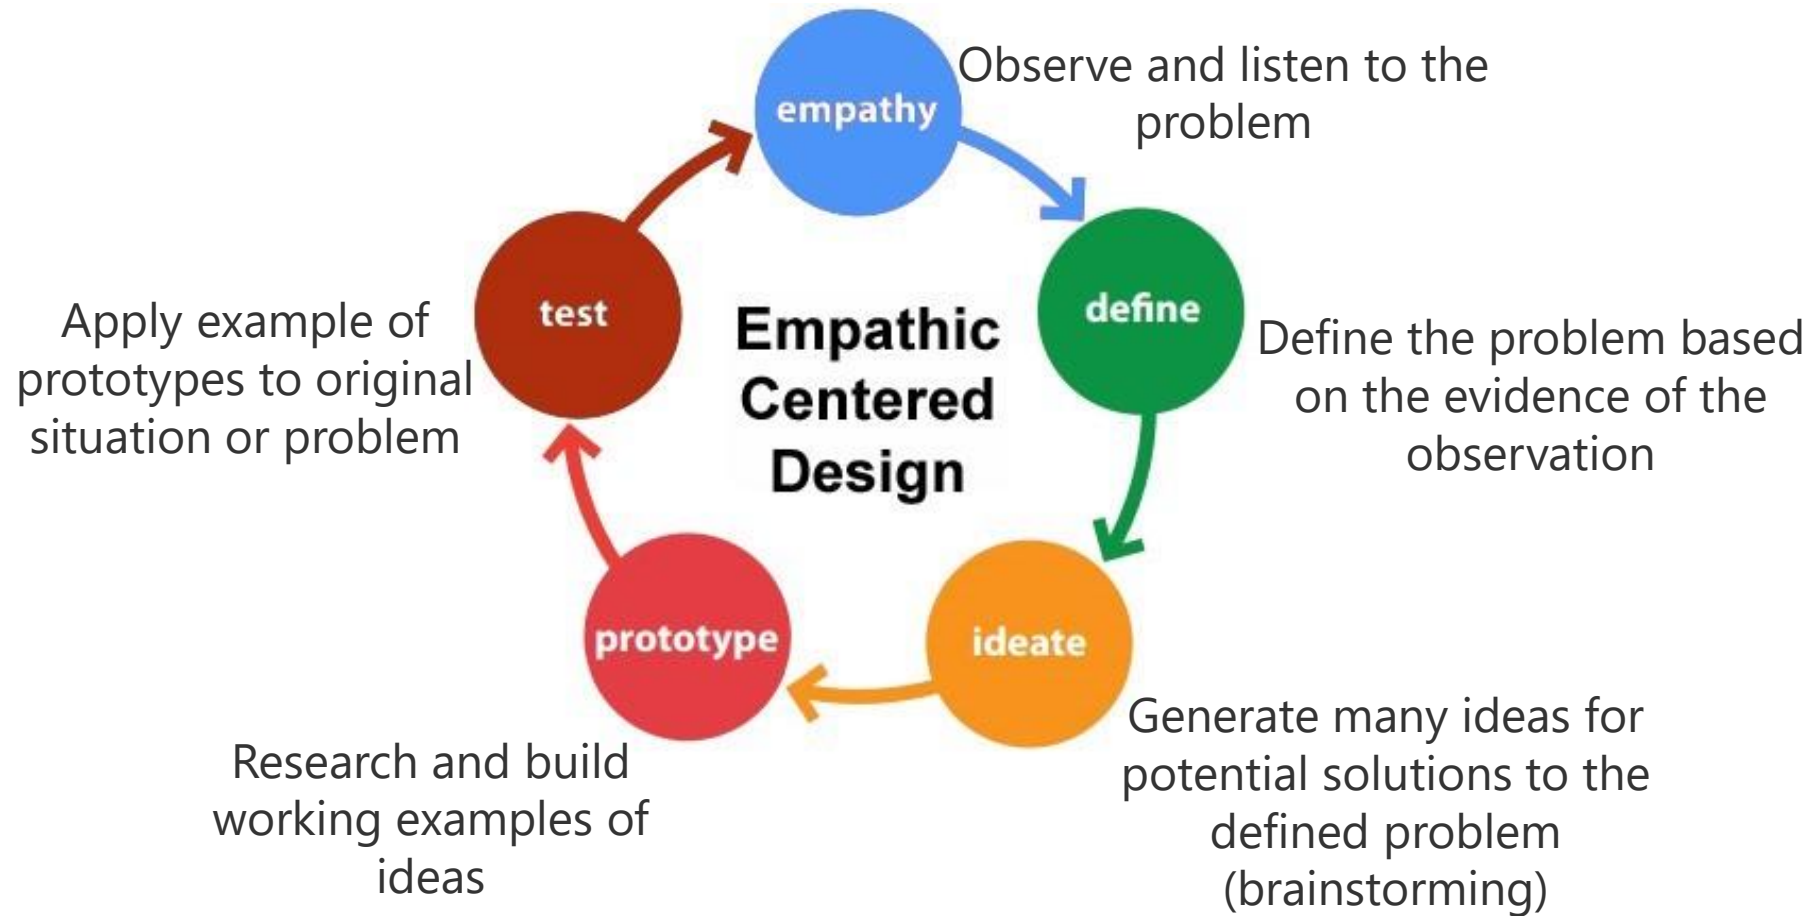 empathy
Observe and listen to the
problem
define
Define the problem based
on the evidence of the
observation
ideate
Generate many ideas for
potential solutions to the
defined problem
(brainstorming)
prototype
Research and build
working examples of
ideas
test
Apply example of
prototypes to original
situation or problem
Empathic
Centered
Design